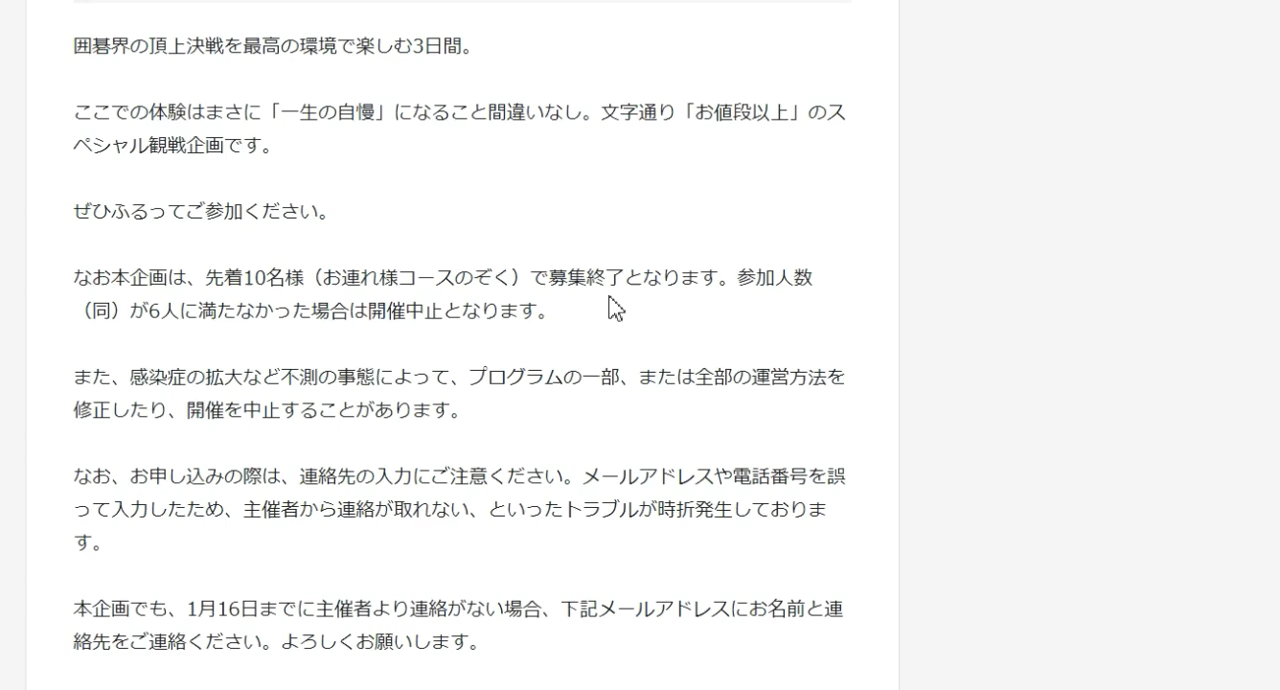 囲碁界の頂上決戦を最高の環境で楽しむ3日間。
ここでの体験はまさに「一生の自慢」になること間違いなし。文字通り「お値段以上」のス
ペシャル観戦企画です。
ぜひふるってご参加ください。
なお本企画は、先着10名様（お連れ様コースのぞく）で募集終了となります。参加人数
（同）が6人に満たなかった場合は開催中止となります。
また、感染症の拡大など不測の事態によって、プログラムの一部、または全部の運営方法を
修正したり、開催を中止することがあります。
なお、お申し込みの際は、連絡先の入力にご注意ください。メールアドレスや電話番号を誤
って入力したため、主催者から連絡が取れない、といったトラブルが時折発生しておりま
す。
本企画でも、1月16日までに主催者より連絡がない場合、下記メールアドレスにお名前と連
絡先をご連絡ください。よろしくお願いします。